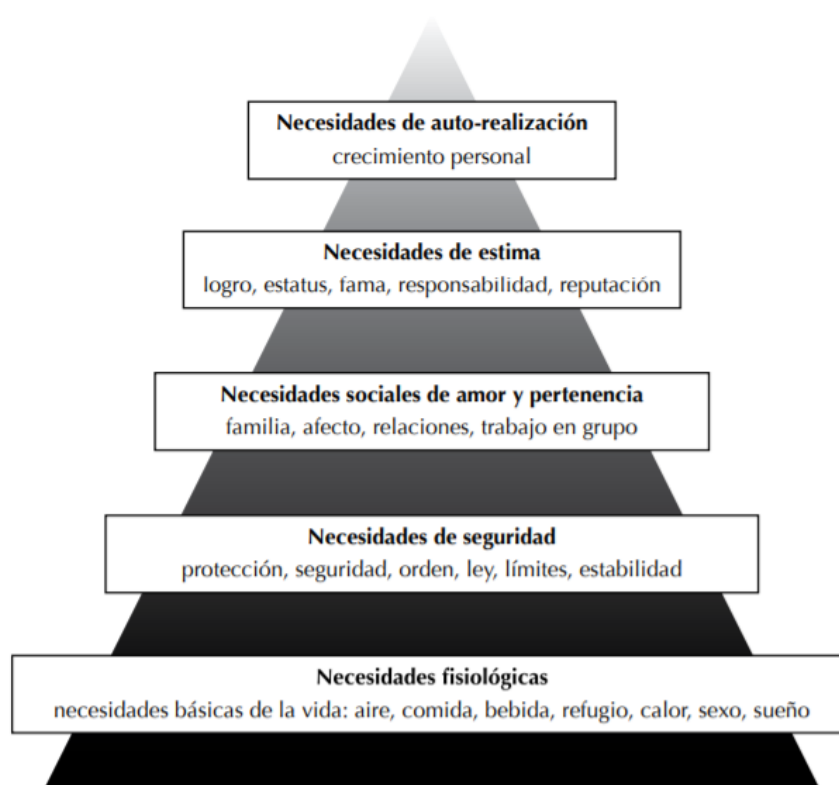 Necesidades de auto-realización
crecimiento personal
Necesidades de estima
logro, estatus, fama, responsabilidad, reputación
Necesidades sociales de amor y pertenencia
familia, afecto, relaciones, trabajo en grupo
Necesidades de seguridad
protección, seguridad, orden, ley, límites, estabilidad
Necesidades fisiológicas
necesidades básicas de la vida: aire, comida, bebida, refugio, calor, sexo, sueño